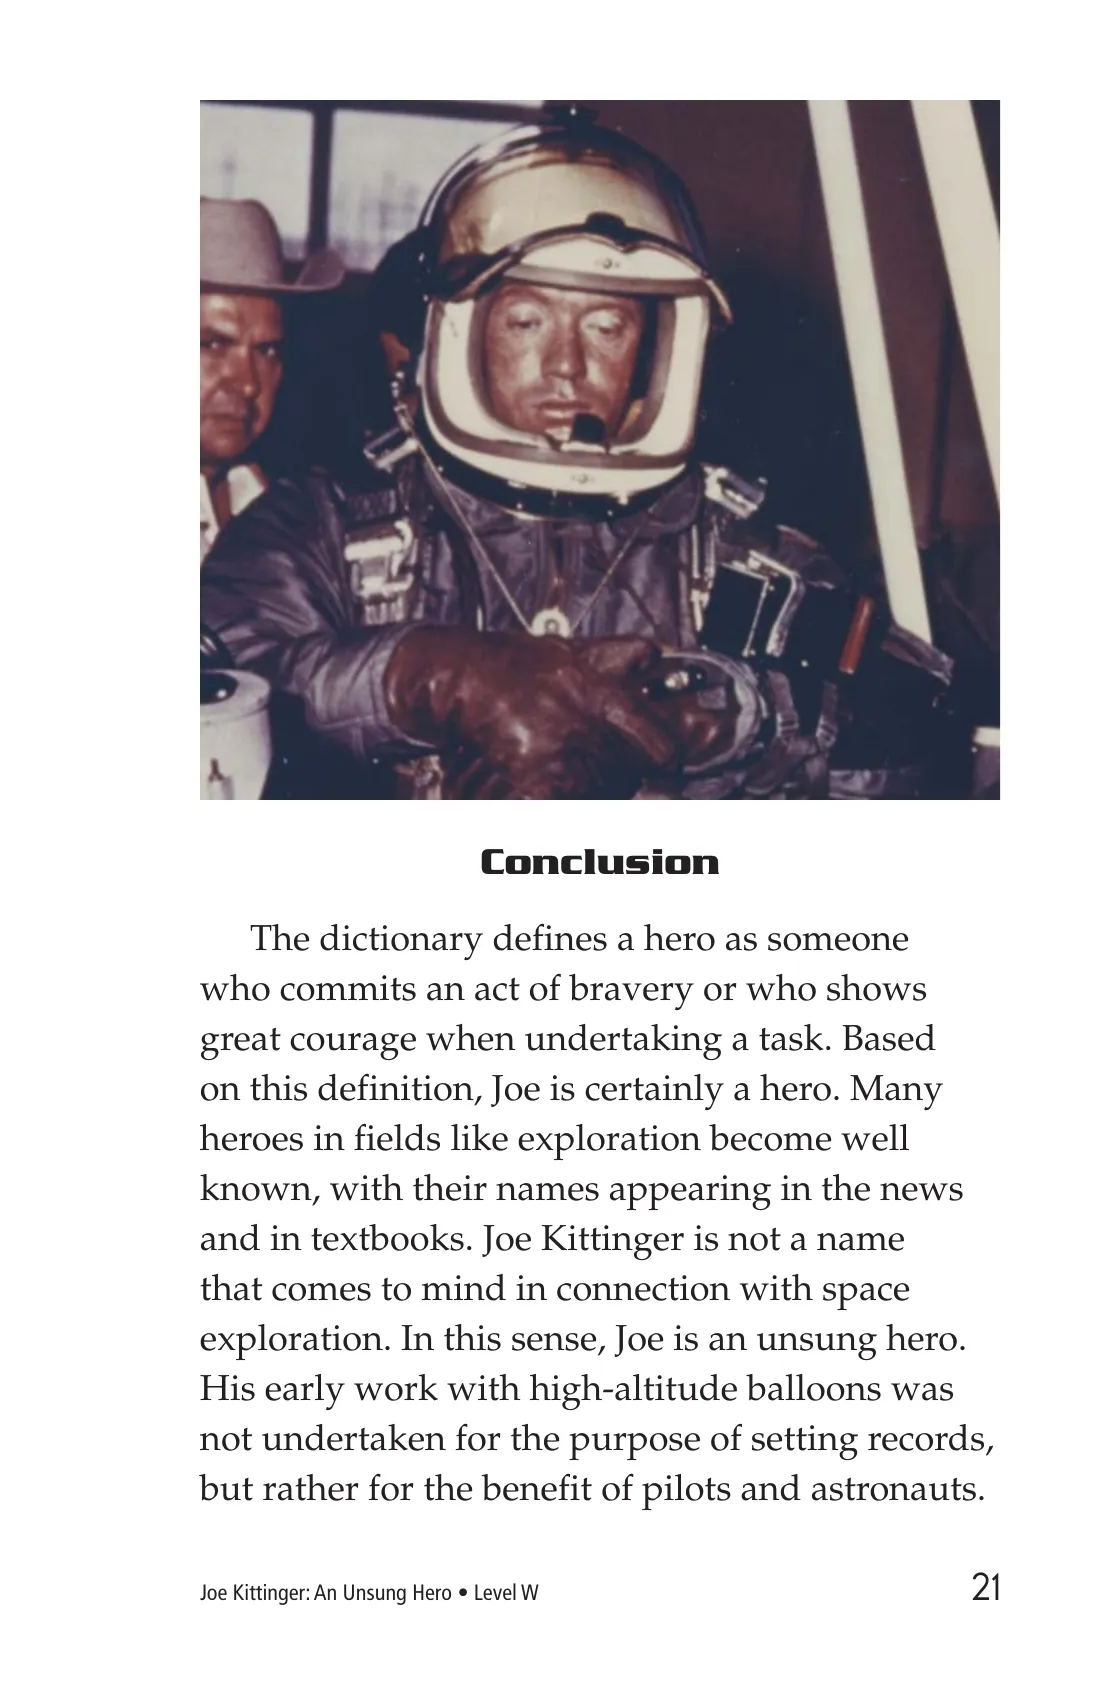 Conclusion
The dictionary defines a hero as someone
who commits an act of bravery or who shows
great courage when undertaking a task. Based
on this definition, Joe is certainly a hero. Many
heroes in fields like exploration become well
known, with their names appearing in the news
and in textbooks. Joe Kittinger is not a name
that comes to mind in connection with space
exploration. In this sense, Joe is an unsung hero.
His early work with high-altitude balloons was
not undertaken for the purpose of setting records,
but rather for the benefit of pilots and astronauts.
Joe Kittinger: An Unsung Hero • Level W 21